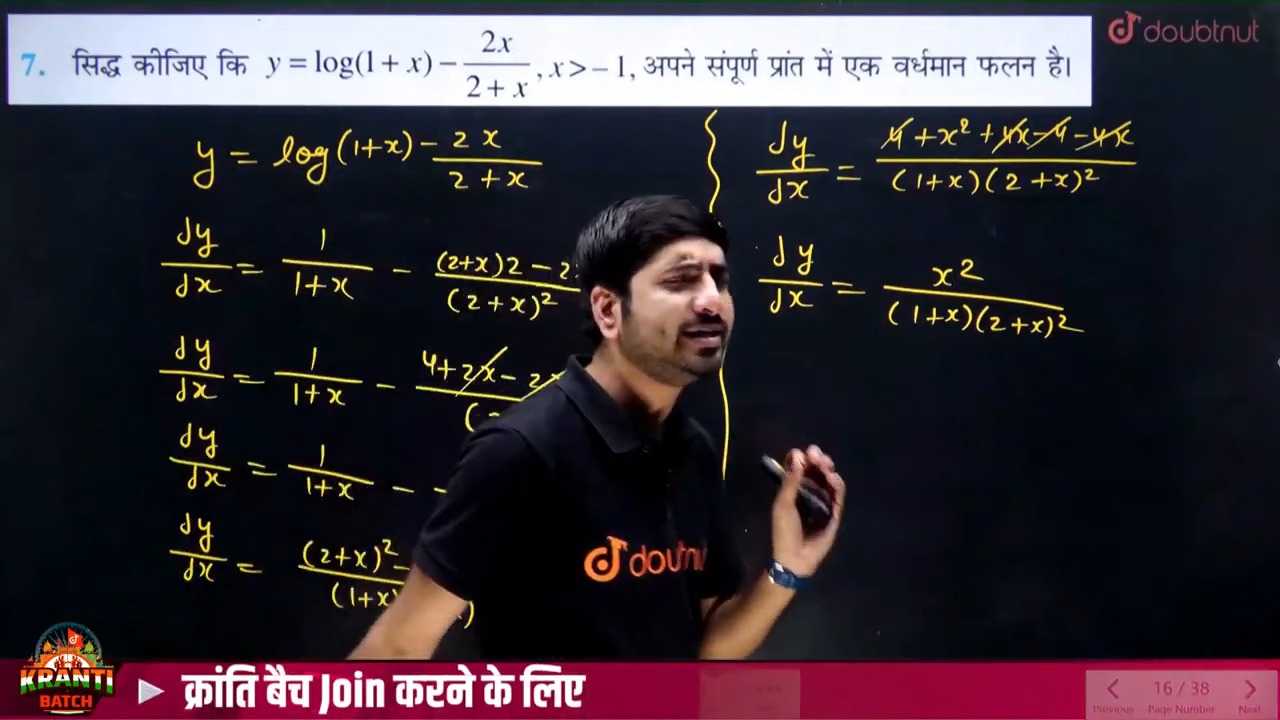 doubtnut
7. सिद्ध कीजिए कि y = log(1 + x) − 2x/(2 + x), x > − 1, अपने संपूर्ण प्रांत में एक वर्धमान फलन है।
y = log(1+x) − 2x/(2+x)
dy/dx = 1/(1+x) − (2+x)2 − 2/(2+x)²
dy/dx = 1/(1+x) − 4+2x−2x
dy/dx = 1/(1+x) −
dy/dx = (2+x)² −/(1+x)
dy/dx = 4+x²+4x−4−4x/(1+x)(2+x)²
dy/dx = x²/(1+x)(2+x)²
doubtnut
KRANTI
BATCH
क्रांति बैच Join करने के लिए
16 / 38
Previous Page Number Next